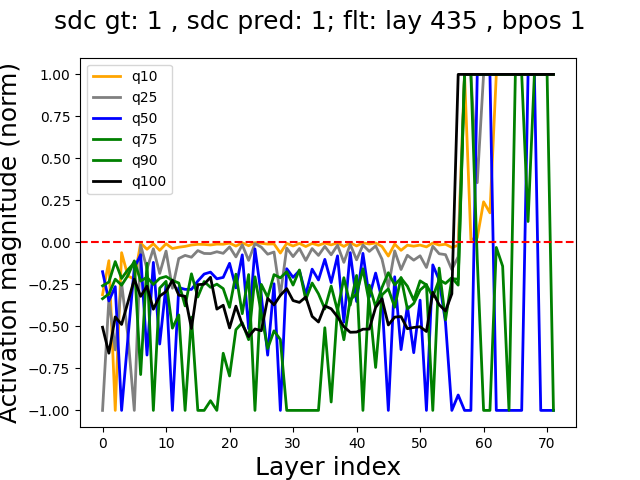 sdc gt: 1 , sdc pred: 1; flt: lay 435 , bpos 1
Activation magnitude (norm)
1.00
0.75
0.50
0.25
0.00
−0.25
−0.50
−0.75
−1.00
q10
q25
q50
q75
q90
q100
0 10 20 30 40 50 60 70
Layer index